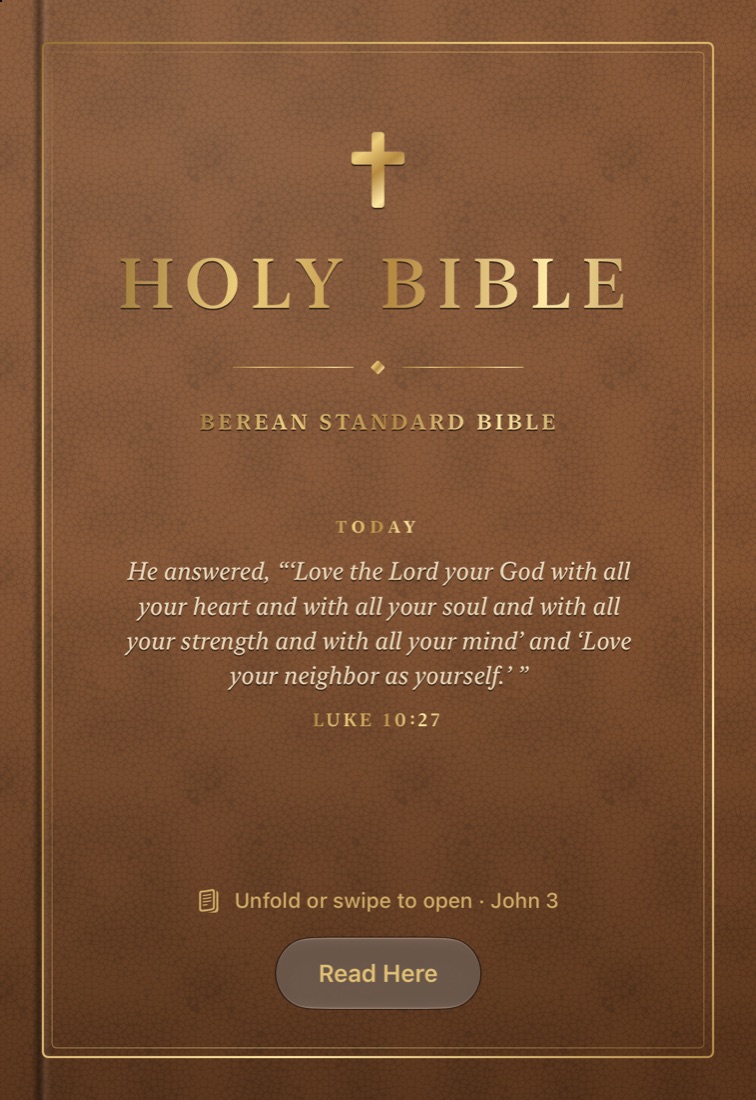 HOLY BIBLE
BEREAN STANDARD BIBLE
TODAY
He answered, “‘Love the Lord your God with all
your heart and with all your soul and with all
your strength and with all your mind’ and ‘Love
your neighbor as yourself.’ ”
LUKE 10:27
Unfold or swipe to open · John 3
Read Here